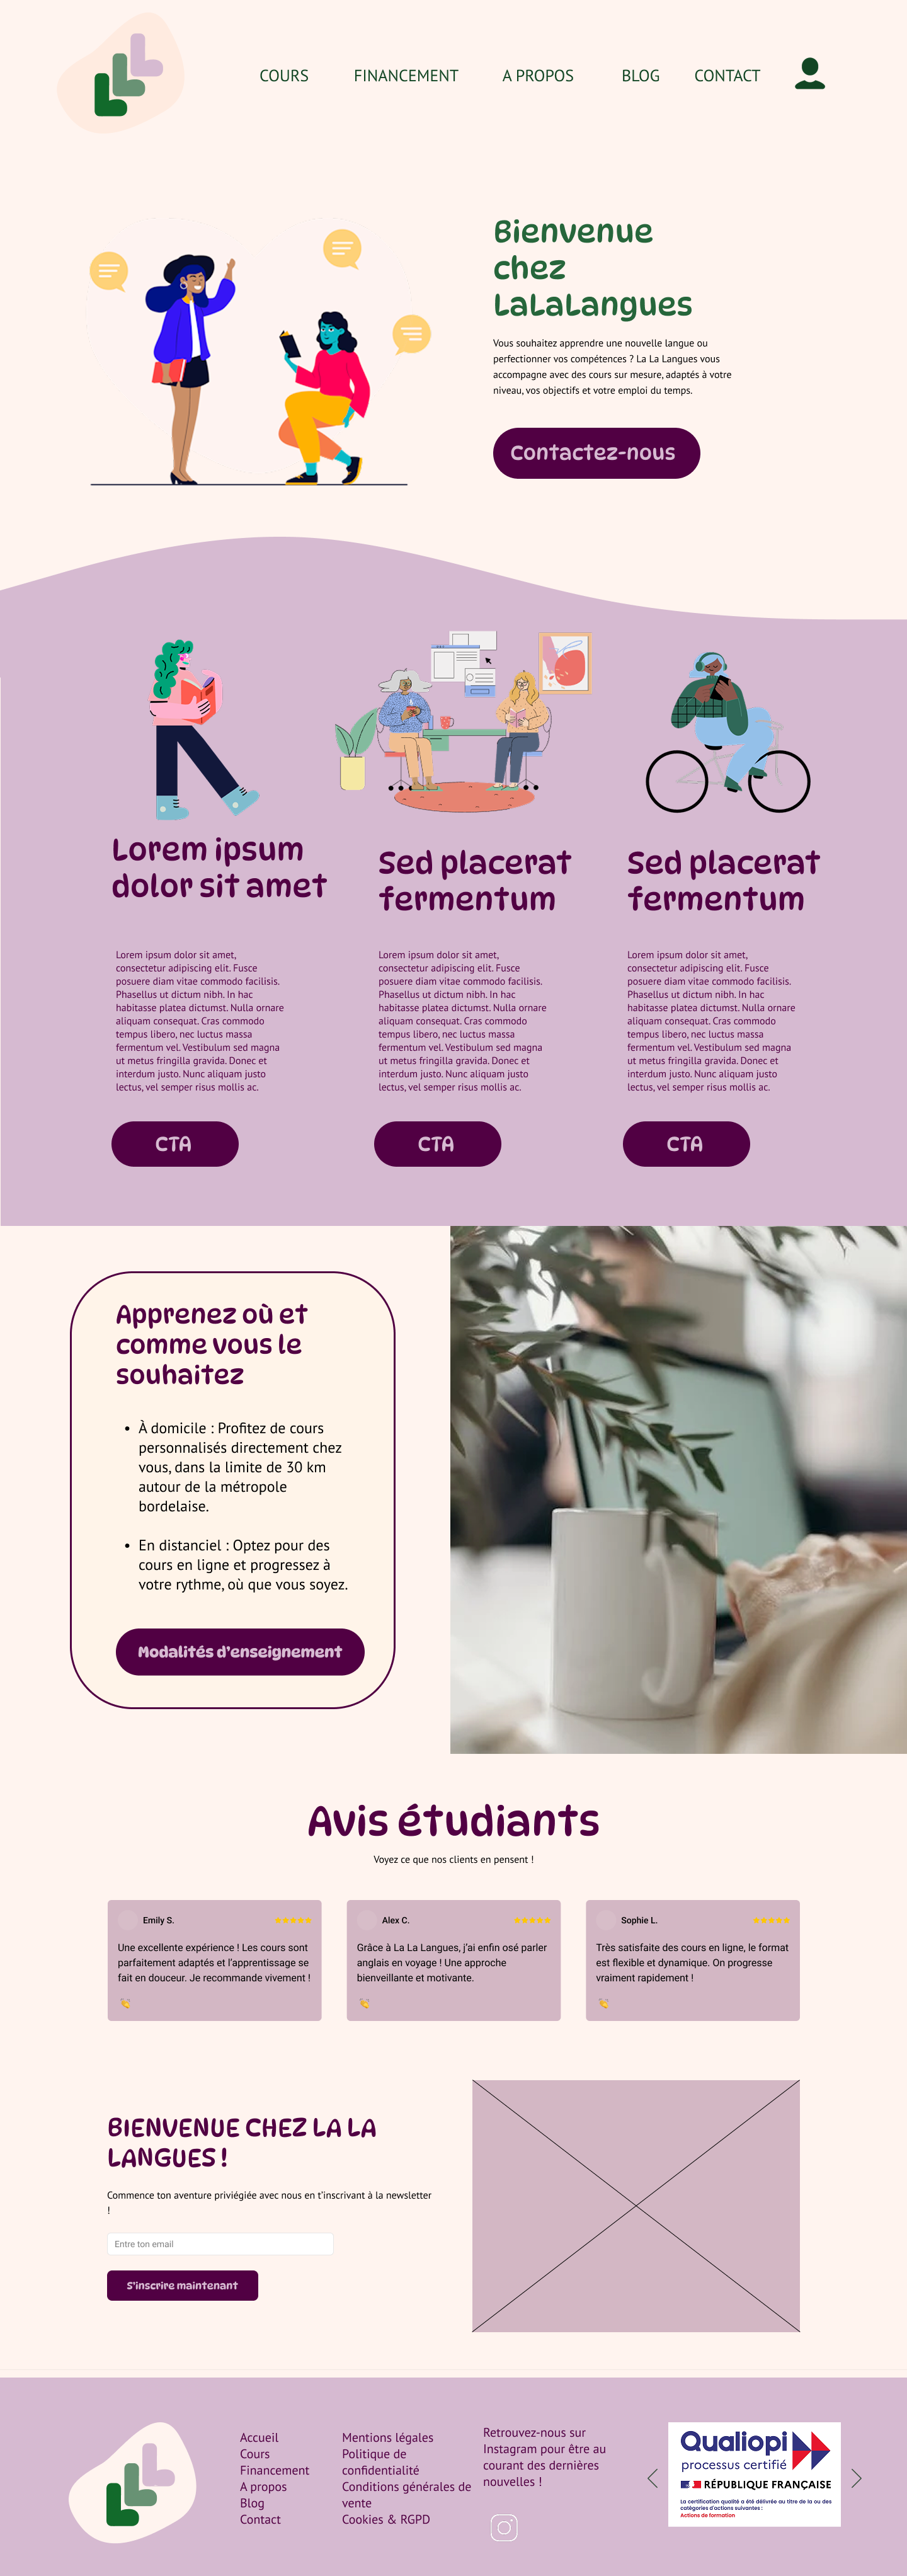 COURS FINANCEMENT A PROPOS BLOG CONTACT
Bienvenue
chez
LaLaLangues
Vous souhaitez apprendre une nouvelle langue ou
perfectionner vos compétences ? La La Langues vous
accompagne avec des cours sur mesure, adaptés à votre
niveau, vos objectifs et votre emploi du temps.
Contactez-nous
Lorem ipsum
dolor sit amet
Lorem ipsum dolor sit amet,
consectetur adipiscing elit. Fusce
posuere diam vitae commodo facilisis.
Phasellus ut dictum nibh. In hac
habitasse platea dictumst. Nulla ornare
aliquam consequat. Cras commodo
tempus libero, nec luctus massa
fermentum vel. Vestibulum sed magna
ut metus fringilla gravida. Donec et
interdum justo. Nunc aliquam justo
lectus, vel semper risus mollis ac.
CTA
Sed placerat
fermentum
Lorem ipsum dolor sit amet,
consectetur adipiscing elit. Fusce
posuere diam vitae commodo facilisis.
Phasellus ut dictum nibh. In hac
habitasse platea dictumst. Nulla ornare
aliquam consequat. Cras commodo
tempus libero, nec luctus massa
fermentum vel. Vestibulum sed magna
ut metus fringilla gravida. Donec et
interdum justo. Nunc aliquam justo
lectus, vel semper risus mollis ac.
CTA
Sed placerat
fermentum
Lorem ipsum dolor sit amet,
consectetur adipiscing elit. Fusce
posuere diam vitae commodo facilisis.
Phasellus ut dictum nibh. In hac
habitasse platea dictumst. Nulla ornare
aliquam consequat. Cras commodo
tempus libero, nec luctus massa
fermentum vel. Vestibulum sed magna
ut metus fringilla gravida. Donec et
interdum justo. Nunc aliquam justo
lectus, vel semper risus mollis ac.
CTA
Apprenez où et
comme vous le
souhaitez
• À domicile : Profitez de cours
personnalisés directement chez
vous, dans la limite de 30 km
autour de la métropole
bordelaise.
• En distanciel : Optez pour des
cours en ligne et progressez à
votre rythme, où que vous soyez.
Modalités d'enseignement
Avis étudiants
Voyez ce que nos clients en pensent !
Emily S.
Une excellente expérience ! Les cours sont
parfaitement adaptés et l'apprentissage se
fait en douceur. Je recommande vivement !
Alex C.
Grâce à La La Langues, j'ai enfin osé parler
anglais en voyage ! Une approche
bienveillante et motivante.
Sophie L.
Très satisfaite des cours en ligne, le format
est flexible et dynamique. On progresse
vraiment rapidement !
BIENVENUE CHEZ LA LA
LANGUES !
Commence ton aventure priviégiée avec nous en t'inscrivant à la newsletter
!
Entre ton email
S'inscrire maintenant
Accueil
Cours
Financement
A propos
Blog
Contact
Mentions légales
Politique de
confidentialité
Conditions générales de
vente
Cookies & RGPD
Retrouvez-nous sur
Instagram pour être au
courant des dernières
nouvelles !
Qualiopi
processus certifié
RÉPUBLIQUE FRANÇAISE
La certification qualité a été délivrée au titre de la ou des
catégories d'actions suivantes :
Actions de formation